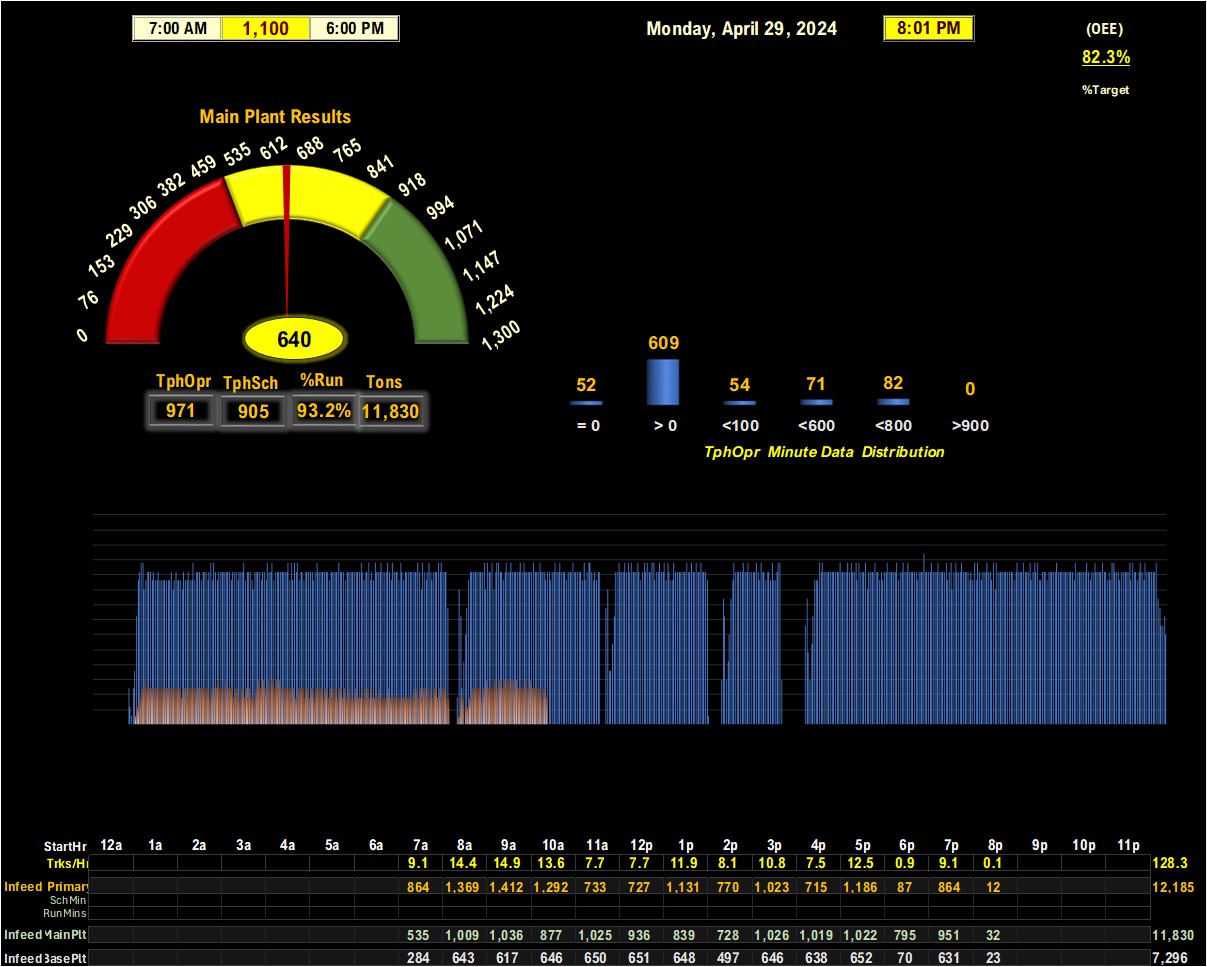 7:00 AM 1,100 6:00 PM Monday, April 29, 2024 8:01 PM (OEE)
82.3%
%Target
Main Plant Results
0 76 153 229 306 382 459 535 612 688 765 841 918 994 1,071 1,147 1,224 1,300
640
TphOpr TphSch %Run Tons
971 905 93.2% 11,830
52 609 54 71 82 0
= 0 > 0 <100 <600 <800 >900
TphOpr Minute Data Distribution
StartHr 12a 1a 2a 3a 4a 5a 6a 7a 8a 9a 10a 11a 12p 1p 2p 3p 4p 5p 6p 7p 8p 9p 10p 11p
Trks/Hr 9.1 14.4 14.9 13.6 7.7 7.7 11.9 8.1 10.8 7.5 12.5 0.9 9.1 0.1 128.3
Infeed Primary 864 1,369 1,412 1,292 733 727 1,131 770 1,023 715 1,186 87 864 12 12,185
SchMin
RunMins
Infeed MainPlt 535 1,009 1,036 877 1,025 936 839 728 1,026 1,019 1,022 795 951 32 11,830
Infeed BasePlt 284 643 617 646 650 651 648 497 646 638 652 70 631 23 7,296